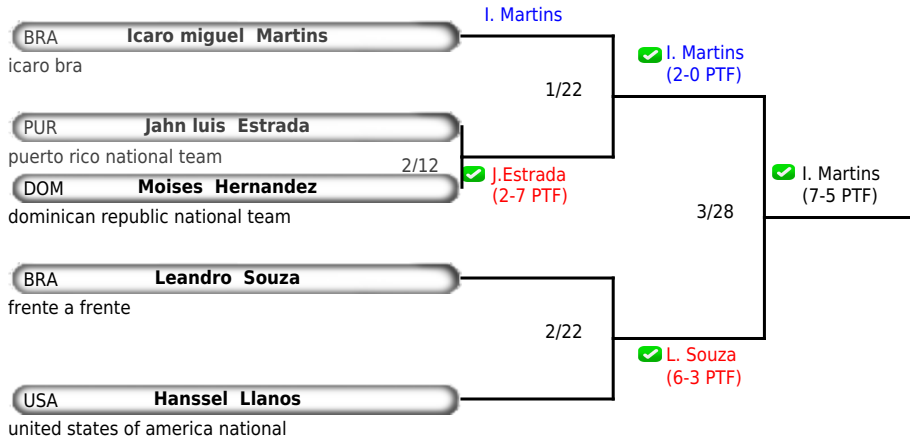 I. Martins
BRA Icaro miguel Martins
icaro bra
I. Martins
(2-0 PTF)
1/22
PUR Jahn luis Estrada
puerto rico national team
2/12
J.Estrada
(2-7 PTF)
DOM Moises Hernandez
dominican republic national team
I. Martins
(7-5 PTF)
3/28
BRA Leandro Souza
frente a frente
2/22
L. Souza
(6-3 PTF)
USA Hanssel Llanos
united states of america national